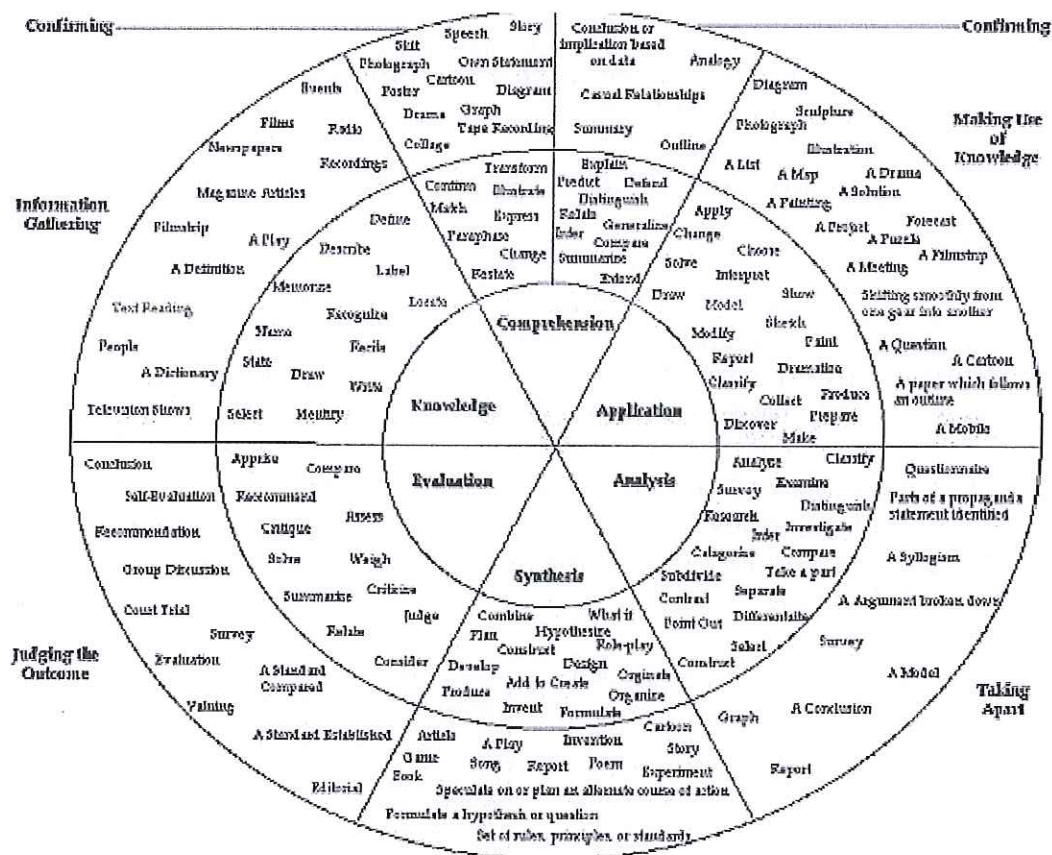 Confirming
Confirming
Making Use
of
Knowledge
Information
Gathering
Judging the
Outcome
Taking
Apart
Comprehension
Application
Analysis
Synthesis
Evaluation
Knowledge
Skit
Speech
Story
Photograph
Own Statement
Cartoon
Poster
Diagram
Drama
Graph
Tape Recording
Collage
Conclusion or
implication based
on data
Analogy
Casual Relationships
Summary
Outline
Transform
Continue
Illustrate
Match
Express
Paraphase
Change
Restate
Explain
Predict
Defend
Distinguish
Relate
Generalize
Infer
Compare
Summarize
Extend
Diagram
Sculpture
Photograph
Illustration
A List
A Drama
A Map
A Solution
A Painting
Forecast
A Project
A Puzzle
A Filmstrip
A Meeting
Shifting smoothly from
one gear into another
A Question
A Cartoon
A paper which follows
an outline
A Mobile
Apply
Change
Choose
Solve
Interpret
Draw
Show
Model
Sketch
Modify
Paint
Report
Dramatize
Classify
Produce
Collect
Prepare
Discover
Make
Analyze
Classify
Examine
Survey
Distinguish
Research
Investigate
Infer
Categorize
Compare
Take a part
Subdivide
Separate
Contrast
Differentiate
Point Out
Select
Construct
Questionnaire
Parts of a propaganda
statement identified
A Syllogism
A Argument broken down
Survey
A Model
A Conclusion
Graph
Report
Combine
What if
Plan
Hypothesize
Construct
Role-play
Develop
Design
Add to
Create
Orginate
Produce
Organize
Invent
Formulate
Cartoon
Article
A Play
Invention
Story
Game
Song
Report
Poem
Book
Experiment
Speculate on or plan an alternate course of action
Formulate a hypothesis or question
Set of rules, principles, or standards
Compare
Recommand
Critique
Assess
Solve
Weigh
Criticize
Summarize
Judge
Relate
Consider
Conclusion
Self-Evaluation
Recommendation
Group Discussion
Court Trial
Survey
Evaluation
A Standard
Compared
Valuing
A Standard Established
Editorial
Define
Describe
Label
Memorize
Locate
Recognize
Name
Recite
State
Draw
Write
Select
Identify
Events
Films
Radio
Newspapers
Recordings
Magazine Articles
Filmstrip
A Play
A Definition
Text Reading
People
A Dictionary
Television Shows